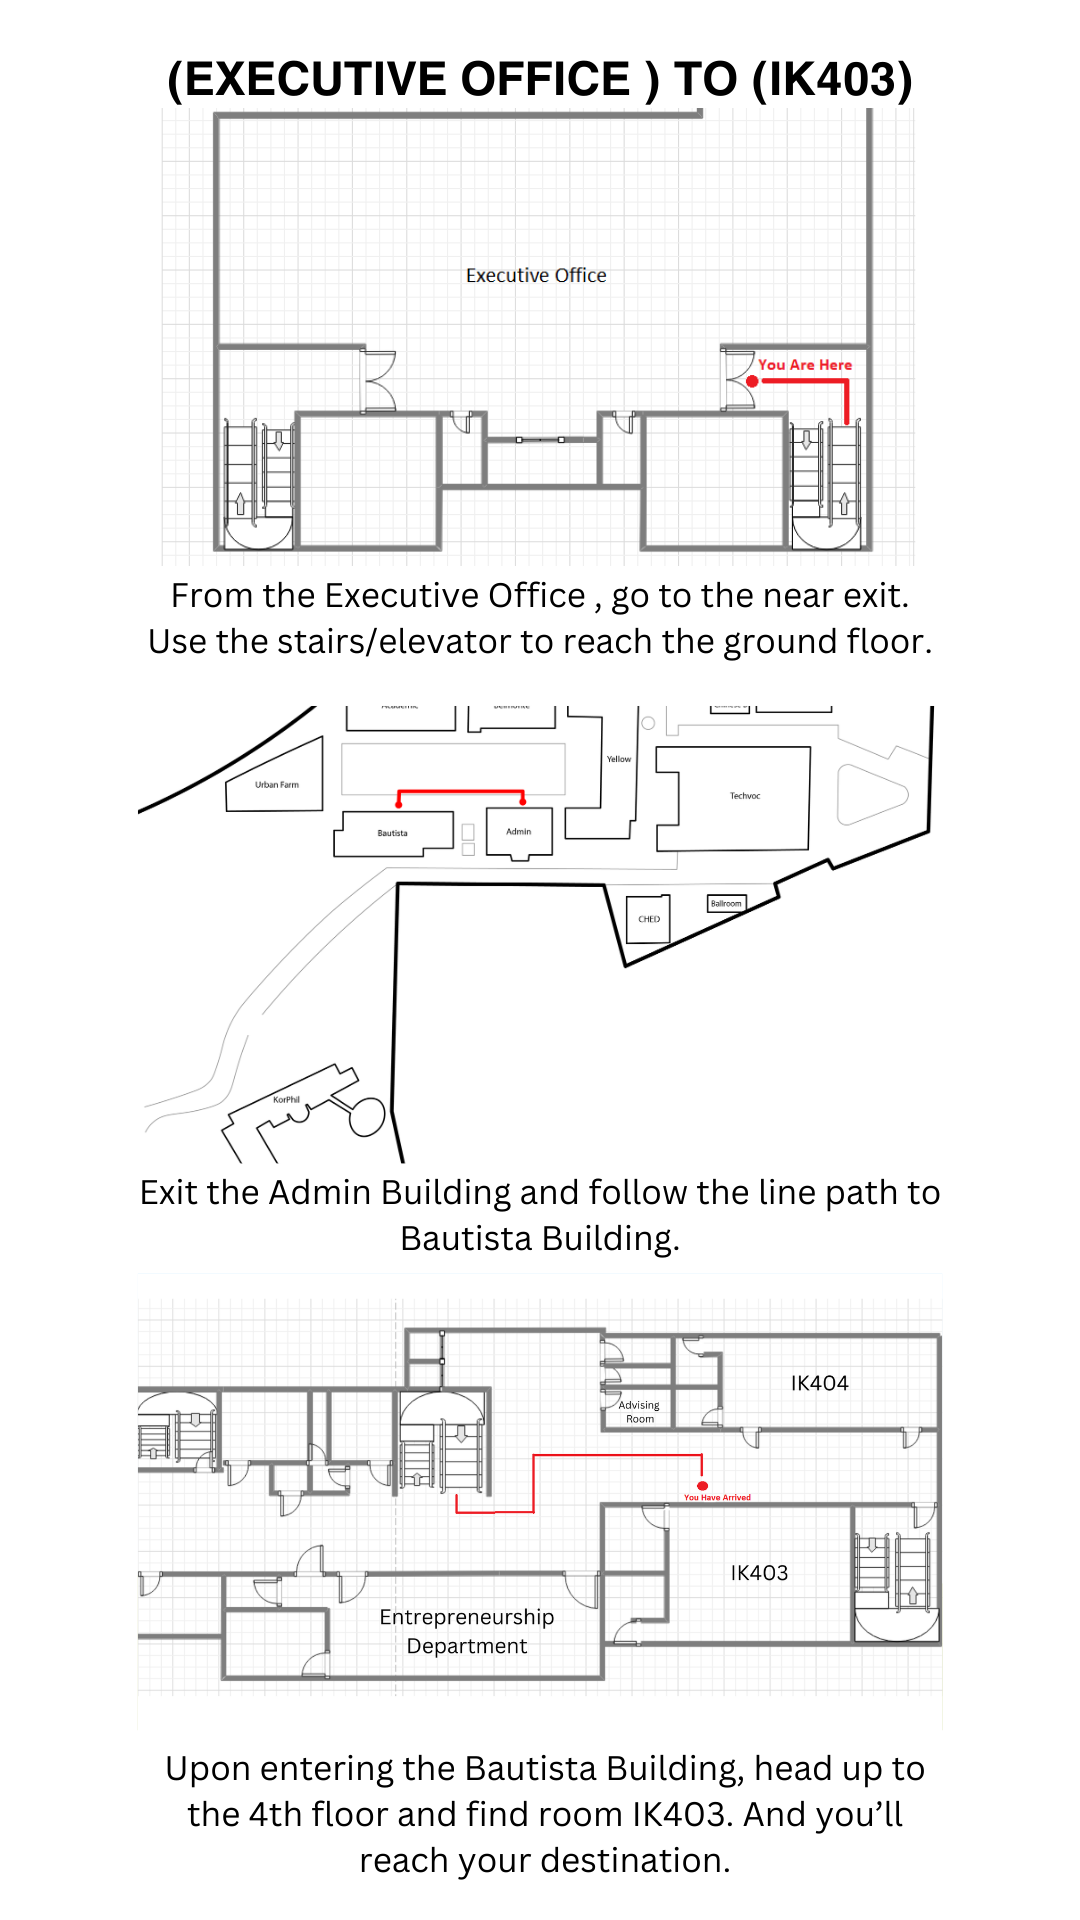 (EXECUTIVE OFFICE ) TO (IK403)
Executive Office
You Are Here
From the Executive Office , go to the near exit.
Use the stairs/elevator to reach the ground floor.
Urban Farm
Yellow
Techvoc
Bautista
Admin
CHED
Ballroom
KorPhil
Exit the Admin Building and follow the line path to
Bautista Building.
IK404
Advising
Room
You Have Arrived
IK403
Entrepreneurship
Department
Upon entering the Bautista Building, head up to
the 4th floor and find room IK403. And you’ll
reach your destination.